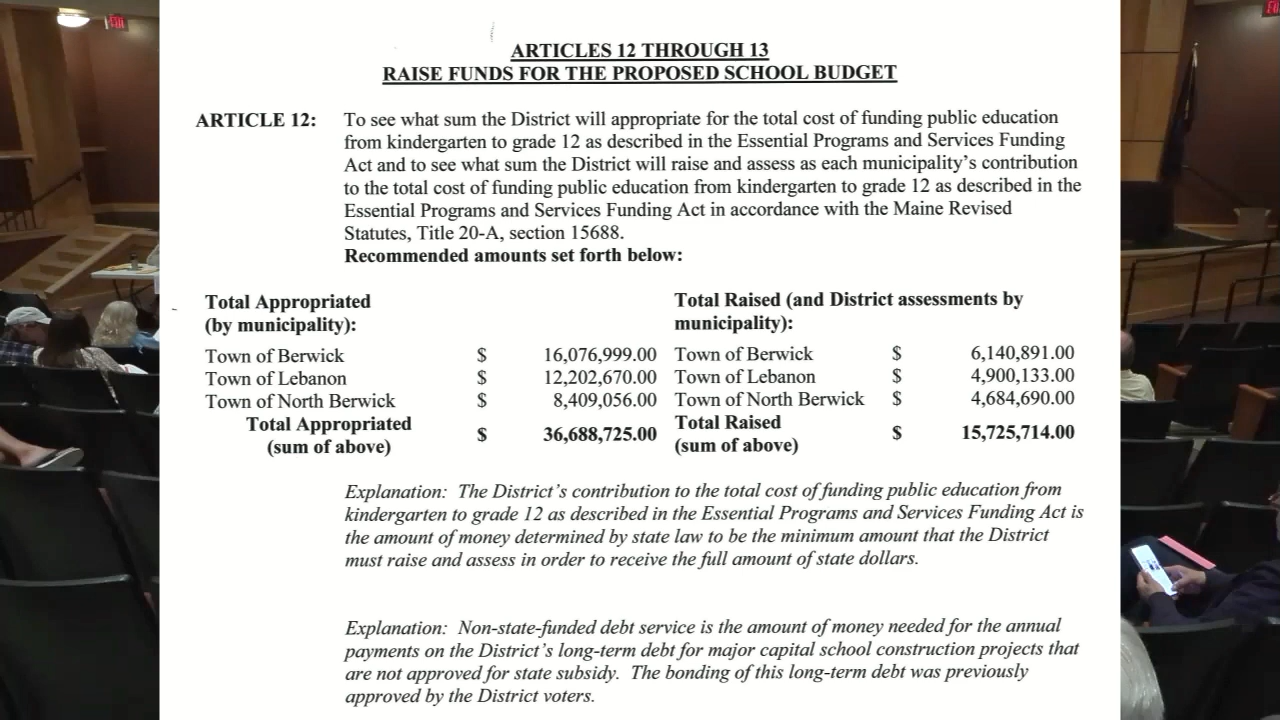 ARTICLES 12 THROUGH 13
RAISE FUNDS FOR THE PROPOSED SCHOOL BUDGET
ARTICLE 12: To see what sum the District will appropriate for the total cost of funding public education
from kindergarten to grade 12 as described in the Essential Programs and Services Funding
Act and to see what sum the District will raise and assess as each municipality's contribution
to the total cost of funding public education from kindergarten to grade 12 as described in the
Essential Programs and Services Funding Act in accordance with the Maine Revised
Statutes, Title 20-A, section 15688.
Recommended amounts set forth below:
Total Appropriated
(by municipality):
Total Raised (and District assessments by
municipality):
Town of Berwick $ 16,076,999.00 Town of Berwick $ 6,140,891.00
Town of Lebanon $ 12,202,670.00 Town of Lebanon $ 4,900,133.00
Town of North Berwick $ 8,409,056.00 Town of North Berwick $ 4,684,690.00
Total Appropriated
(sum of above) $ 36,688,725.00
Total Raised
(sum of above) $ 15,725,714.00
Explanation: The District's contribution to the total cost of funding public education from
kindergarten to grade 12 as described in the Essential Programs and Services Funding Act is
the amount of money determined by state law to be the minimum amount that the District
must raise and assess in order to receive the full amount of state dollars.
Explanation: Non-state-funded debt service is the amount of money needed for the annual
payments on the District's long-term debt for major capital school construction projects that
are not approved for state subsidy. The bonding of this long-term debt was previously
approved by the District voters.